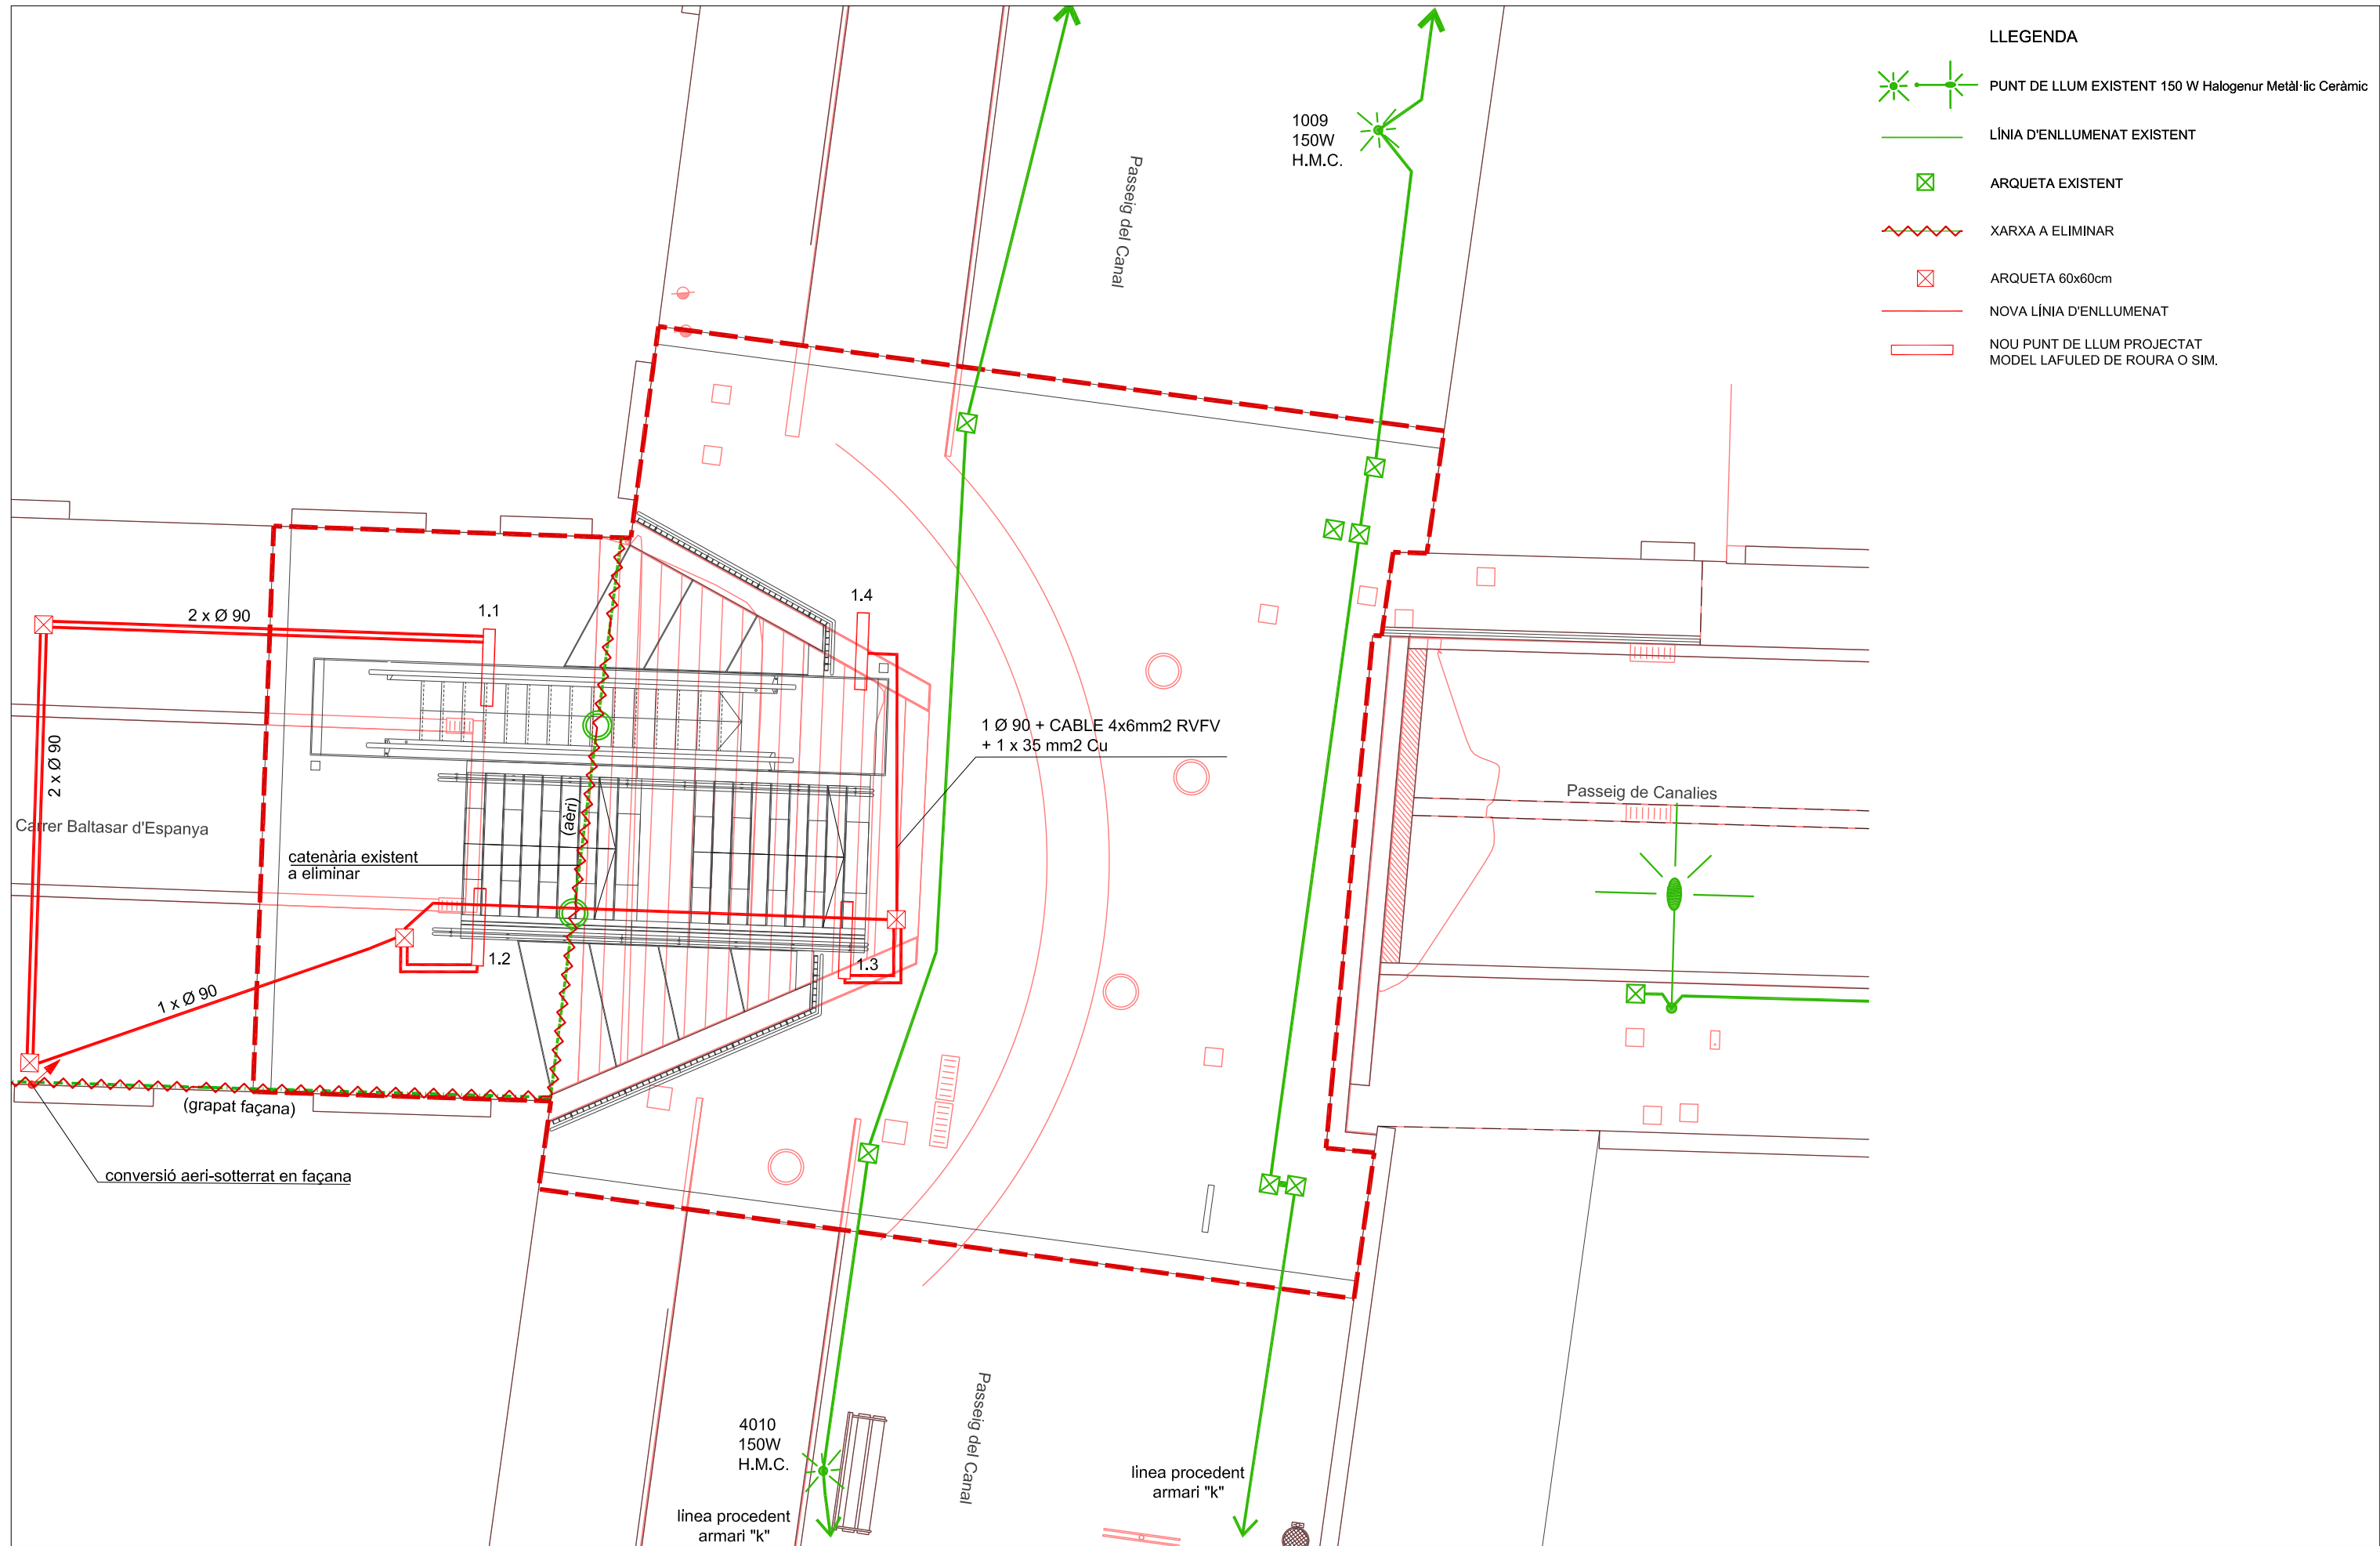 LLEGENDA
PUNT DE LLUM EXISTENT 150 W Halogenur Metàl·lic Ceràmic
LÍNIA D'ENLLUMENAT EXISTENT
ARQUETA EXISTENT
XARXA A ELIMINAR
ARQUETA 60x60cm
NOVA LÍNIA D'ENLLUMENAT
NOU PUNT DE LLUM PROJECTAT
MODEL LAFULED DE ROURA O SIM.
1009
150W
H.M.C.
Passeig del Canal
2 x Ø 90
1.1
1.4
2 x Ø 90
1 Ø 90 + CABLE 4x6mm2 RVFV
+ 1 x 35 mm2 Cu
Passeig de Canalies
Carrer Baltasar d'Espanya
(aèri)
catenària existent
a eliminar
1.2
1.3
1 x Ø 90
(grapat façana)
conversió aeri-sotterrat en façana
4010
150W
H.M.C.
Passeig del Canal
linea procedent
armari "k"
linea procedent
armari "k"